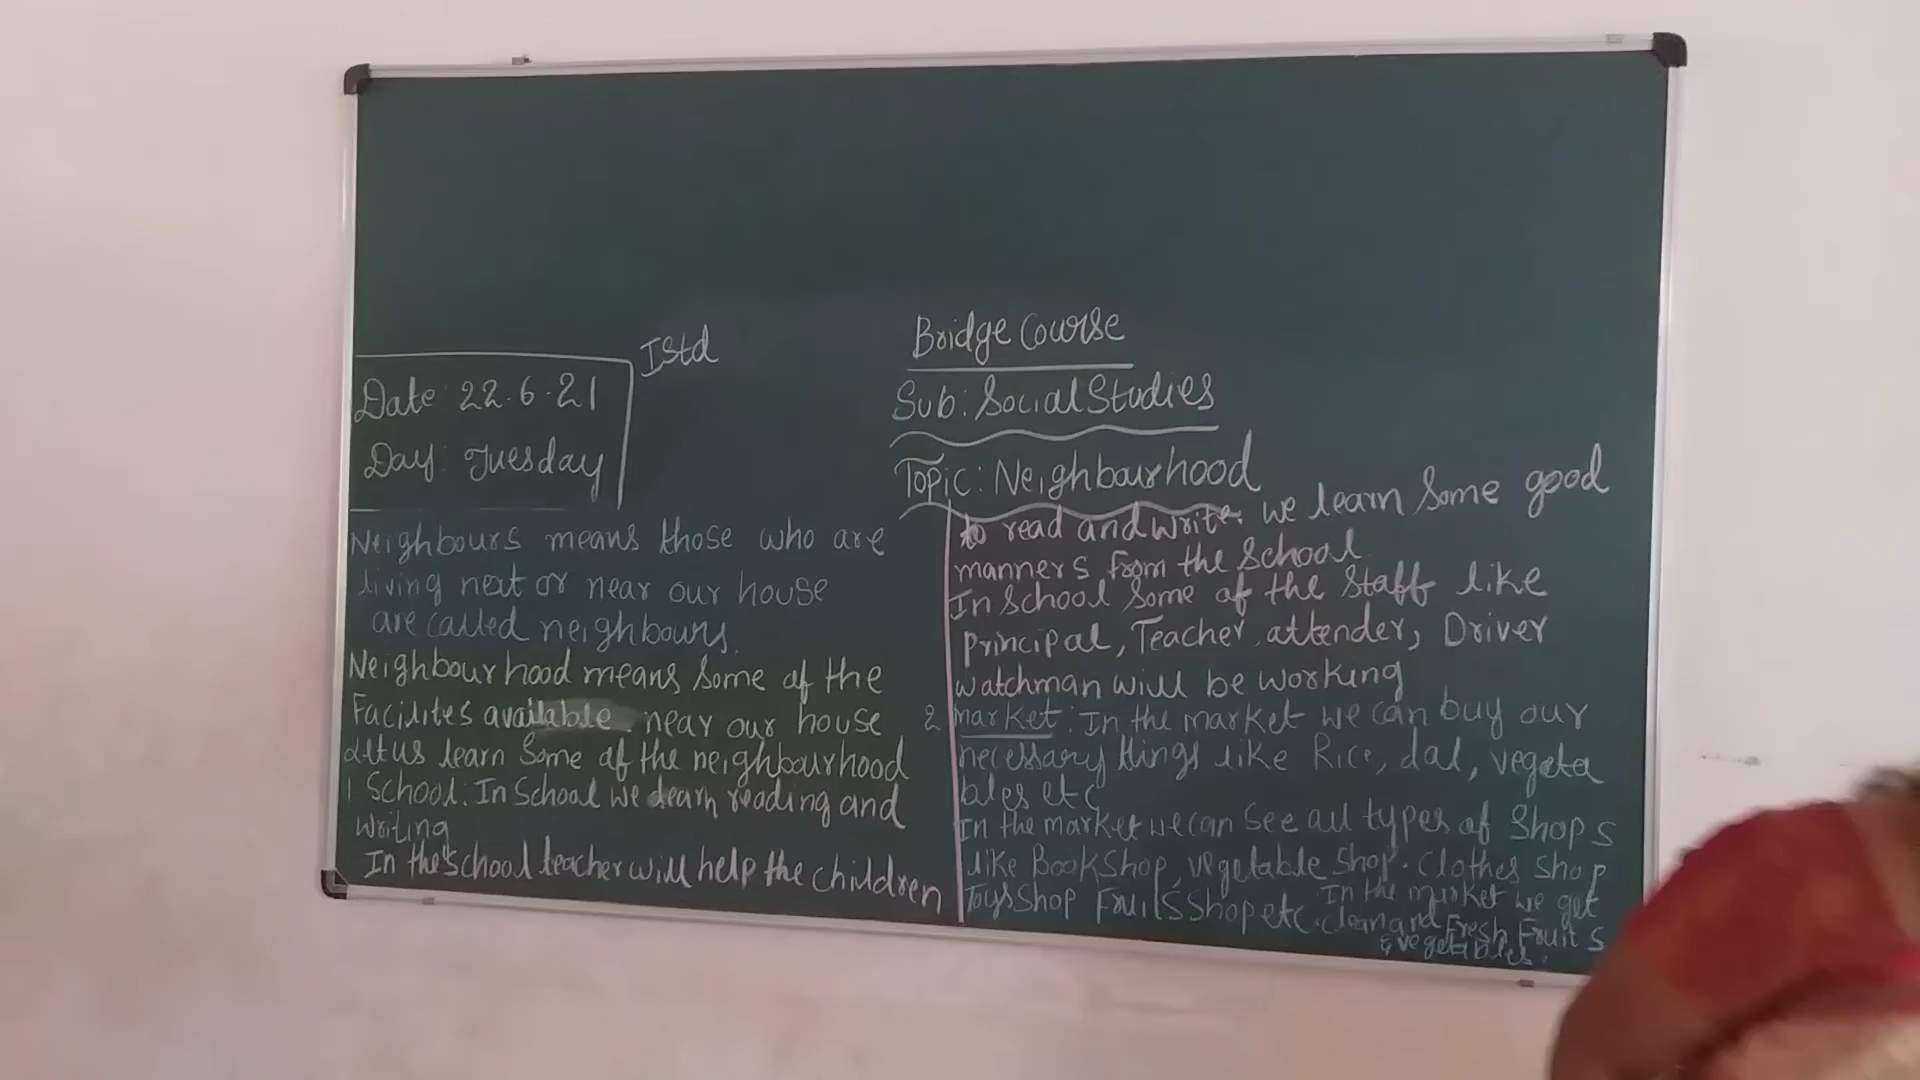 Bridge Course
I Std
Sub: Social Studies
Date: 22.6.21
Day: Tuesday
Topic: Neighbourhood
Neighbours means those who are
living next or near our house
are called neighbours.
Neighbourhood means some of the
Facilites available near our house
Let us learn some of the neighbourhood
1 School: In School we learn reading and
writing
In the school teacher will help the children
to read and write. we learn some good
manners from the School
In school some of the staff like
principal, Teacher, attender, Driver
watchman will be working
2 market: In the market we can buy our
necessary things like Rice, dal, vegeta
bles etc
In the market we can see all types of Shops
like Book Shop, vegetable shop. Clothes shop
Toys Shop Fruits Shop etc. In the market we get
clean and Fresh Fruits
& vegetables.